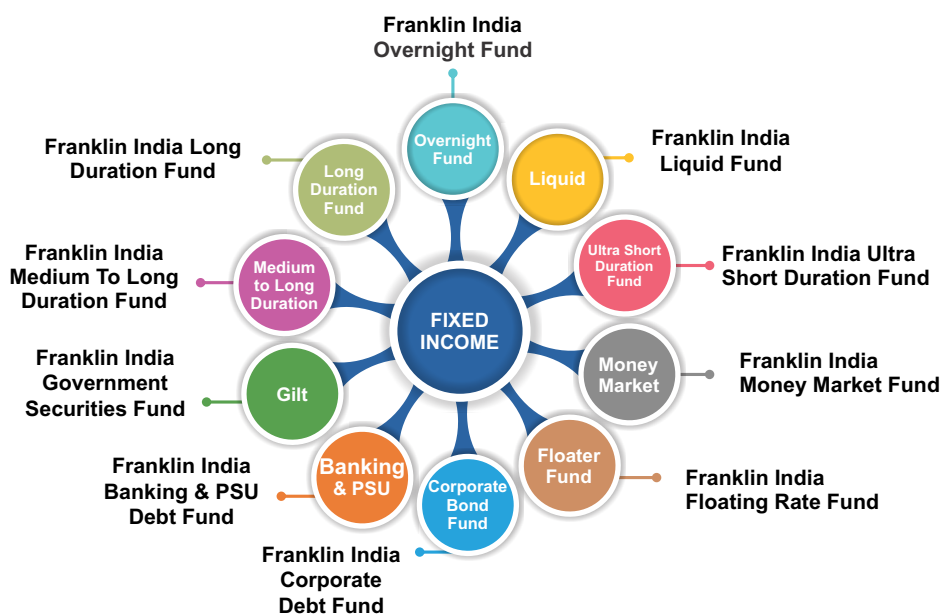 Franklin India
Overnight Fund
Overnight
Fund
Franklin India
Liquid Fund
Liquid
Franklin India Ultra
Short Duration Fund
Ultra Short
Duration
Fund
Franklin India
Money Market Fund
Money
Market
Franklin India
Floating Rate Fund
Floater
Fund
Franklin India
Corporate
Debt Fund
Corporate
Bond
Fund
Franklin India
Banking & PSU
Debt Fund
Banking
& PSU
Franklin India
Government
Securities Fund
Gilt
Franklin India
Medium To Long
Duration Fund
Medium
to Long
Duration
Franklin India Long
Duration Fund
Long
Duration
Fund
FIXED
INCOME